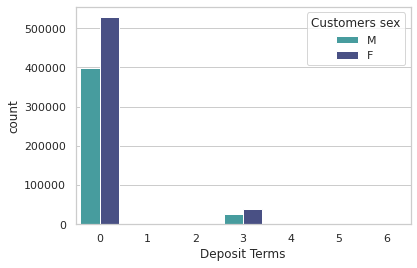 Customers sex
M
F
500000
400000
300000
200000
100000
0
count
0 1 2 3 4 5 6
Deposit Terms